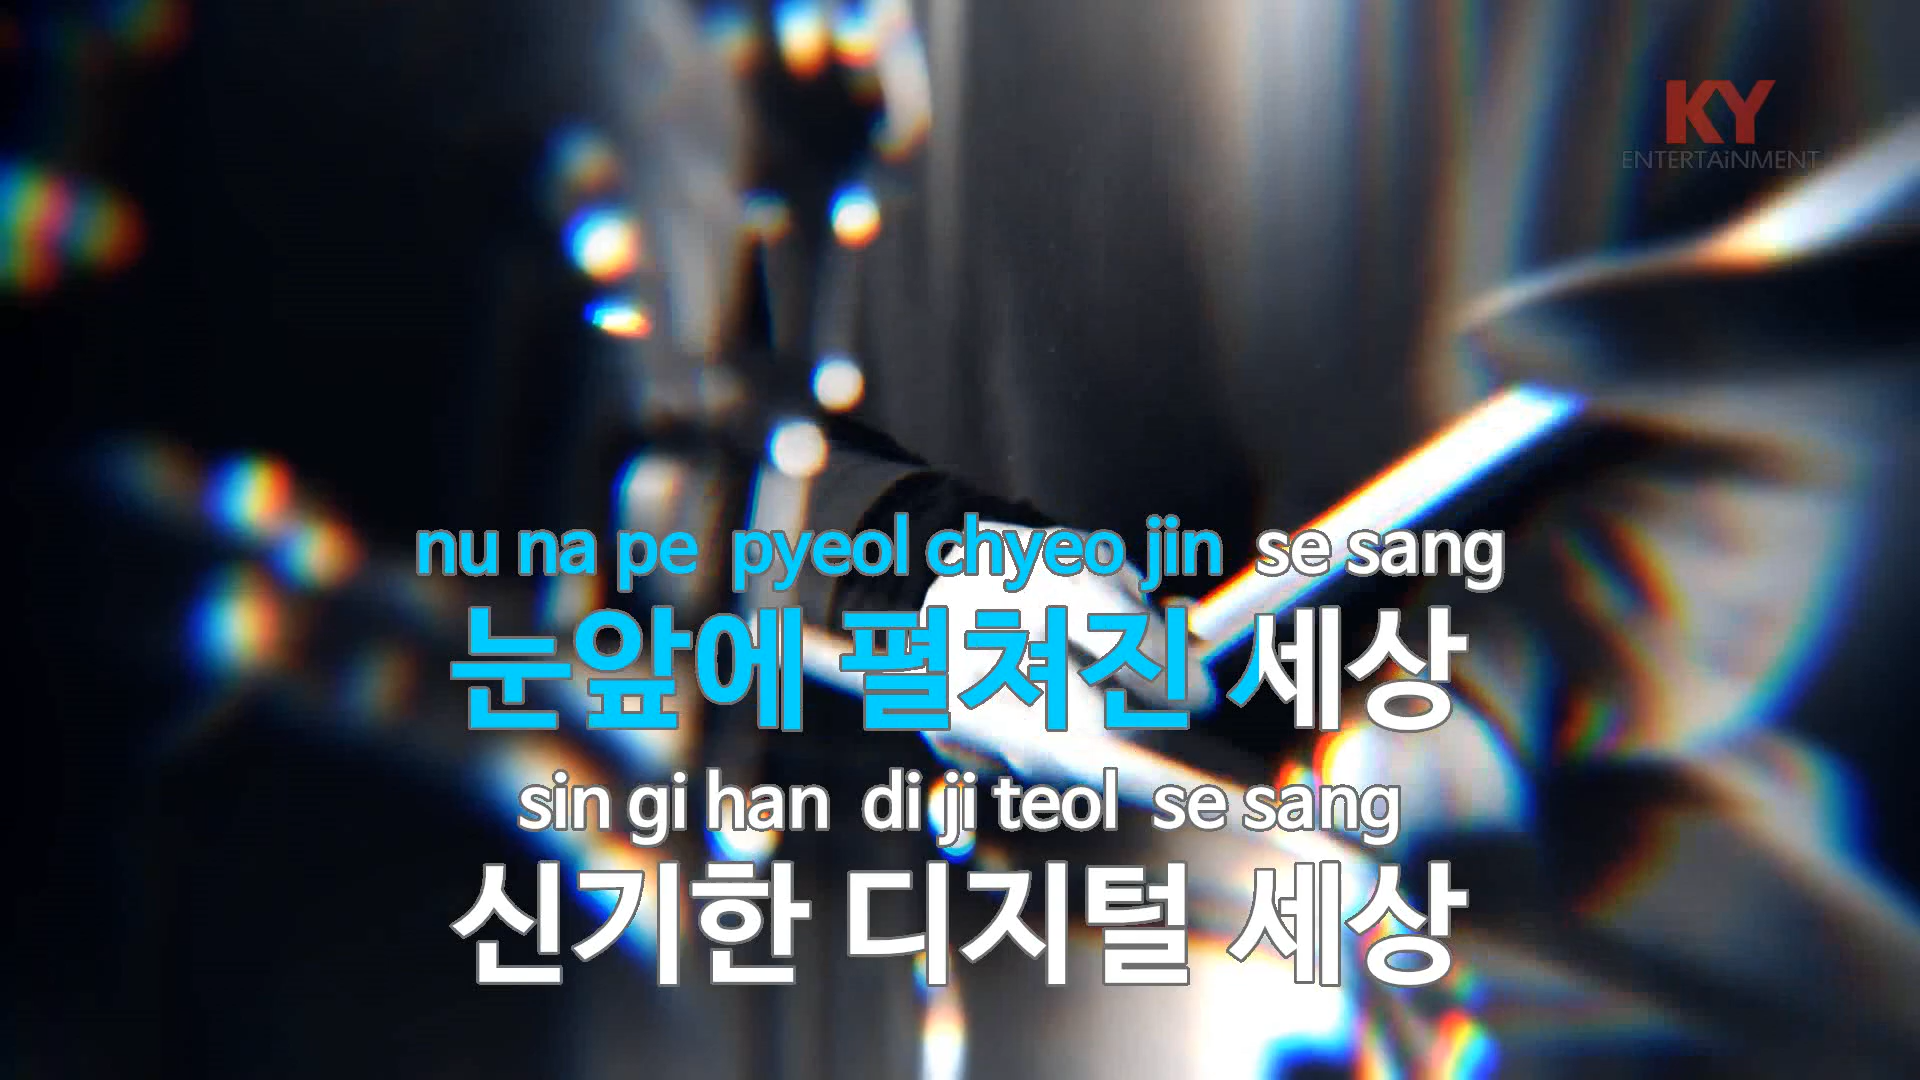 KY
ENTERTAiNMENT
nu na pe pyeol chyeo jin se sang
눈앞에 펼쳐진 세상
sin gi han di ji teol se sang
신기한 디지털 세상